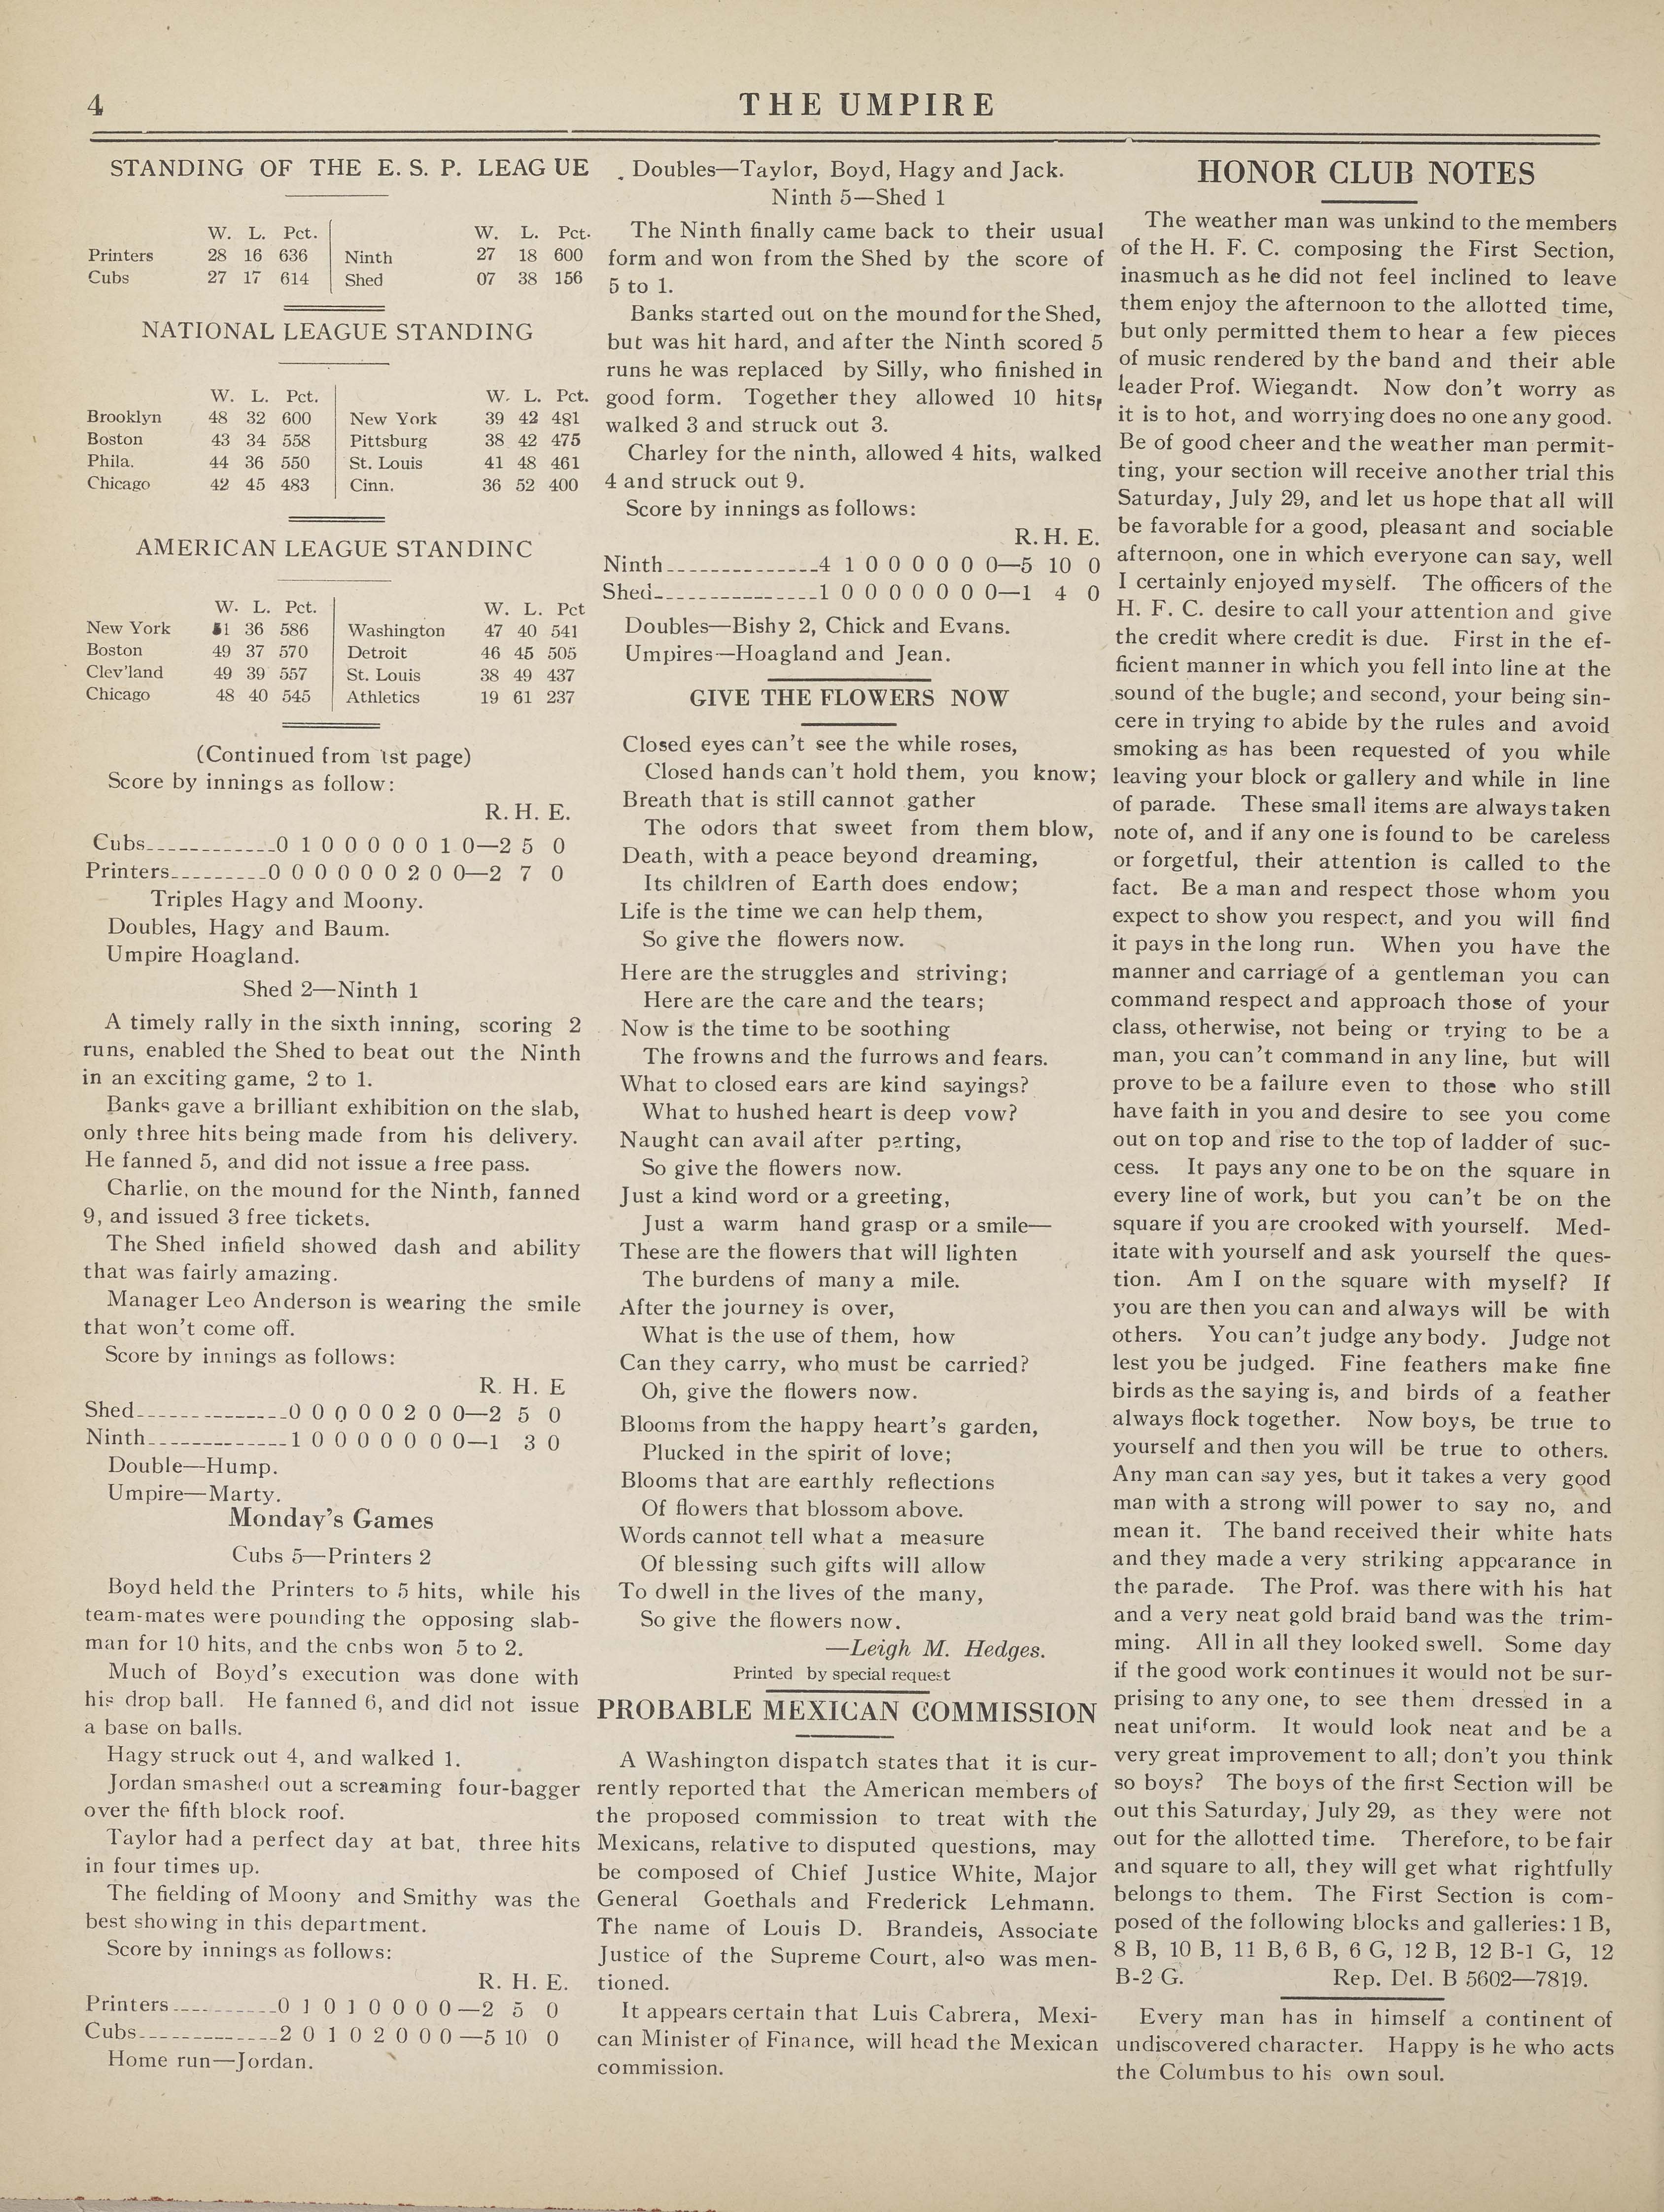 4
THE UMPIRE
STANDING OF THE E. S. P. LEAG UE
W. L. Pct. W. L. Pct.
Printers 28 16 636 Ninth 27 18 600
Cubs 27 17 614 Shed 07 38 156
NATIONAL LEAGUE STANDING
W. L. Pct. W. L. Pct.
Brooklyn 48 32 600 New York 39 42 481
Boston 43 34 558 Pittsburg 38 42 475
Phila. 44 36 550 St. Louis 41 48 461
Chicago 42 45 483 Cinn. 36 52 400
AMERICAN LEAGUE STANDINC
W. L. Pct. W. L. Pct
New York 51 36 586 Washington 47 40 541
Boston 49 37 570 Detroit 46 45 505
Clev'land 49 39 557 St. Louis 38 49 437
Chicago 48 40 545 Athletics 19 61 237
(Continued from 1st page)
Score by innings as follow:
R. H. E.
Cubs------------0 1 0 0 0 0 0 1 0—2 5 0
Printers---------0 0 0 0 0 0 2 0 0—2 7 0
Triples Hagy and Moony.
Doubles, Hagy and Baum.
Umpire Hoagland.
Shed 2—Ninth 1
A timely rally in the sixth inning, scoring 2
runs, enabled the Shed to beat out the Ninth
in an exciting game, 2 to 1.
Banks gave a brilliant exhibition on the slab,
only three hits being made from his delivery.
He fanned 5, and did not issue a free pass.
Charlie, on the mound for the Ninth, fanned
9, and issued 3 free tickets.
The Shed infield showed dash and ability
that was fairly amazing.
Manager Leo Anderson is wearing the smile
that won't come off.
Score by innings as follows:
R. H. E
Shed--------------0 0 0 0 0 2 0 0—2 5 0
Ninth-------------1 0 0 0 0 0 0 0—1 3 0
Double—Hump.
Umpire—Marty.
Monday's Games
Cubs 5—Printers 2
Boyd held the Printers to 5 hits, while his
team-mates were pounding the opposing slab-
man for 10 hits, and the cnbs won 5 to 2.
Much of Boyd's execution was done with
his drop ball. He fanned 6, and did not issue
a base on balls.
Hagy struck out 4, and walked 1.
Jordan smashed out a screaming four-bagger
over the fifth block roof.
Taylor had a perfect day at bat, three hits
in four times up.
The fielding of Moony and Smithy was the
best showing in this department.
Score by innings as follows:
R. H. E.
Printers----------0 1 0 1 0 0 0 0—2 5 0
Cubs-------------2 0 1 0 2 0 0 0—5 10 0
Home run—Jordan.
Doubles—Taylor, Boyd, Hagy and Jack.
Ninth 5—Shed 1
The Ninth finally came back to their usual
form and won from the Shed by the score of
5 to 1.
Banks started out on the mound for the Shed,
but was hit hard, and after the Ninth scored 5
runs he was replaced by Silly, who finished in
good form. Together they allowed 10 hits,
walked 3 and struck out 3.
Charley for the ninth, allowed 4 hits, walked
4 and struck out 9.
Score by innings as follows:
R. H. E.
Ninth--------------4 1 0 0 0 0 0 0—5 10 0
Shed---------------1 0 0 0 0 0 0 0—1 4 0
Doubles—Bishy 2, Chick and Evans.
Umpires—Hoagland and Jean.
GIVE THE FLOWERS NOW
Closed eyes can't see the while roses,
Closed hands can't hold them, you know;
Breath that is still cannot gather
The odors that sweet from them blow,
Death, with a peace beyond dreaming,
Its children of Earth does endow;
Life is the time we can help them,
So give the flowers now.
Here are the struggles and striving;
Here are the care and the tears;
Now is the time to be soothing
The frowns and the furrows and fears.
What to closed ears are kind sayings?
What to hushed heart is deep vow?
Naught can avail after parting,
So give the flowers now.
Just a kind word or a greeting,
Just a warm hand grasp or a smile—
These are the flowers that will lighten
The burdens of many a mile.
After the journey is over,
What is the use of them, how
Can they carry, who must be carried?
Oh, give the flowers now.
Blooms from the happy heart's garden,
Plucked in the spirit of love;
Blooms that are earthly reflections
Of flowers that blossom above.
Words cannot tell what a measure
Of blessing such gifts will allow
To dwell in the lives of the many,
So give the flowers now.
—Leigh M. Hedges.
Printed by special request
PROBABLE MEXICAN COMMISSION
A Washington dispatch states that it is cur-
rently reported that the American members of
the proposed commission to treat with the
Mexicans, relative to disputed questions, may
be composed of Chief Justice White, Major
General Goethals and Frederick Lehmann.
The name of Louis D. Brandeis, Associate
Justice of the Supreme Court, also was men-
tioned.
It appears certain that Luis Cabrera, Mexi-
can Minister of Finance, will head the Mexican
commission.
HONOR CLUB NOTES
The weather man was unkind to the members
of the H. F. C. composing the First Section,
inasmuch as he did not feel inclined to leave
them enjoy the afternoon to the allotted time,
but only permitted them to hear a few pieces
of music rendered by the band and their able
leader Prof. Wiegandt. Now don't worry as
it is to hot, and worrying does no one any good.
Be of good cheer and the weather man permit-
ting, your section will receive another trial this
Saturday, July 29, and let us hope that all will
be favorable for a good, pleasant and sociable
afternoon, one in which everyone can say, well
I certainly enjoyed myself. The officers of the
H. F. C. desire to call your attention and give
the credit where credit is due. First in the ef-
ficient manner in which you fell into line at the
sound of the bugle; and second, your being sin-
cere in trying to abide by the rules and avoid
smoking as has been requested of you while
leaving your block or gallery and while in line
of parade. These small items are always taken
note of, and if any one is found to be careless
or forgetful, their attention is called to the
fact. Be a man and respect those whom you
expect to show you respect, and you will find
it pays in the long run. When you have the
manner and carriage of a gentleman you can
command respect and approach those of your
class, otherwise, not being or trying to be a
man, you can't command in any line, but will
prove to be a failure even to those who still
have faith in you and desire to see you come
out on top and rise to the top of ladder of suc-
cess. It pays any one to be on the square in
every line of work, but you can't be on the
square if you are crooked with yourself. Med-
itate with yourself and ask yourself the ques-
tion. Am I on the square with myself? If
you are then you can and always will be with
others. You can't judge any body. Judge not
lest you be judged. Fine feathers make fine
birds as the saying is, and birds of a feather
always flock together. Now boys, be true to
yourself and then you will be true to others.
Any man can say yes, but it takes a very good
man with a strong will power to say no, and
mean it. The band received their white hats
and they made a very striking appearance in
the parade. The Prof. was there with his hat
and a very neat gold braid band was the trim-
ming. All in all they looked swell. Some day
if the good work continues it would not be sur-
prising to any one, to see them dressed in a
neat uniform. It would look neat and be a
very great improvement to all; don't you think
so boys? The boys of the first Section will be
out this Saturday, July 29, as they were not
out for the allotted time. Therefore, to be fair
and square to all, they will get what rightfully
belongs to them. The First Section is com-
posed of the following blocks and galleries: 1 B,
8 B, 10 B, 11 B, 6 B, 6 G, 12 B, 12 B-1 G, 12
B-2 G. Rep. Del. B 5602—7819.
Every man has in himself a continent of
undiscovered character. Happy is he who acts
the Columbus to his own soul.